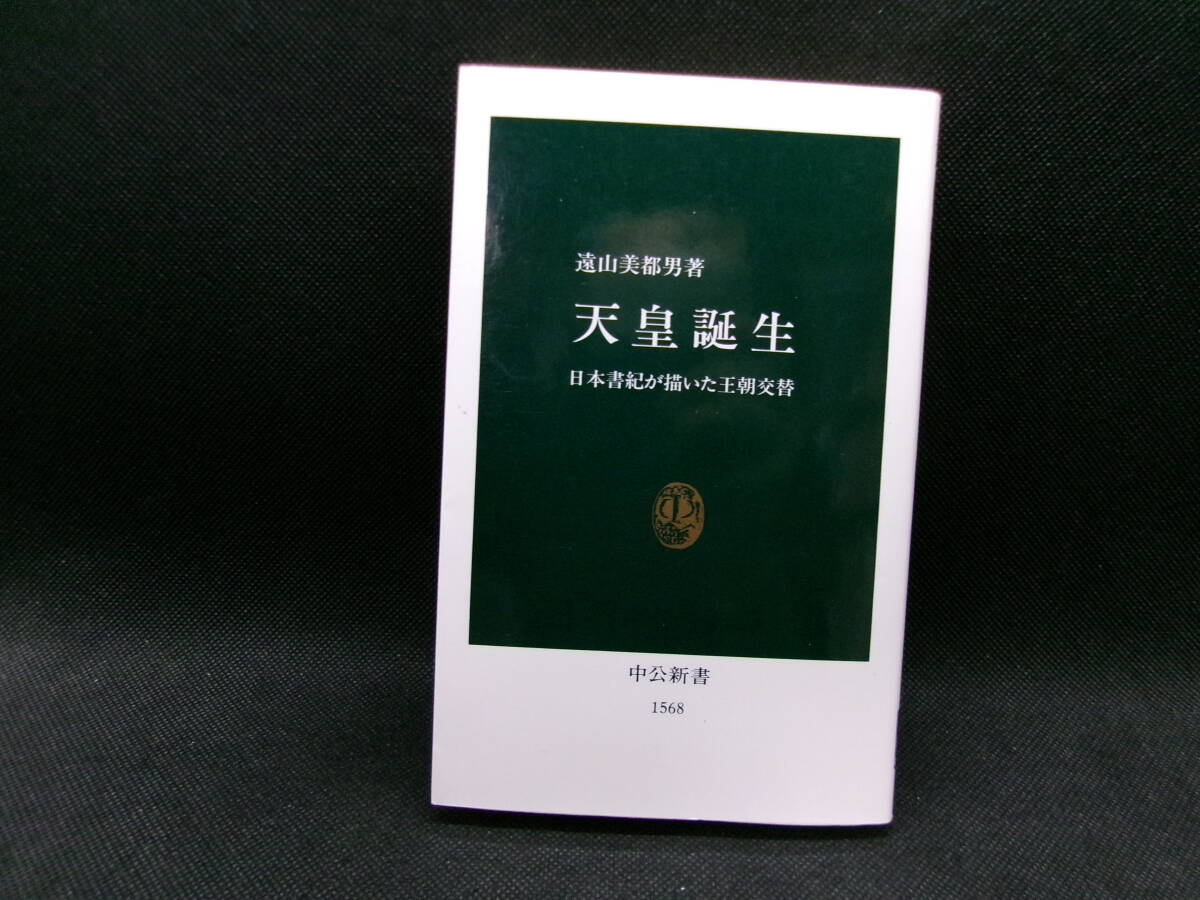 遠山美都男著
天皇誕生
日本書紀が描いた王朝交替
中公新書
1568